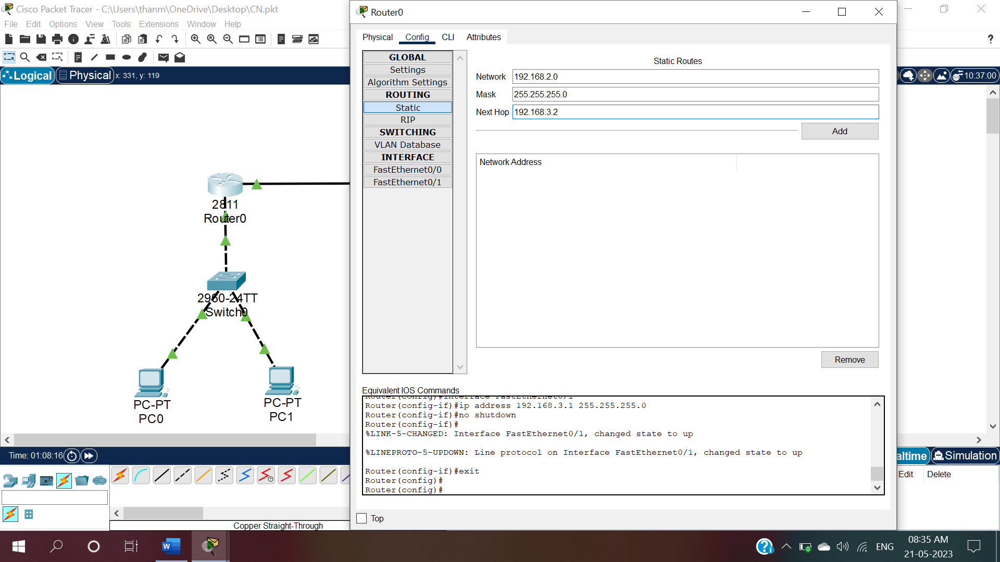 Cisco Packet Tracer - C:\Users\thanm\OneDrive\Desktop\CN.pkt
File Edit Options View Tools Extensions Window Help
Logical Physical x: 331, y: 119
2811
Router0
2960-24TT
Switch0
PC-PT
PC0
PC-PT
PC1
Time: 01:08:16
Copper Straight-Through
Router0
Physical Config CLI Attributes
GLOBAL
Settings
Algorithm Settings
ROUTING
Static
RIP
SWITCHING
VLAN Database
INTERFACE
FastEthernet0/0
FastEthernet0/1
Static Routes
Network 192.168.2.0
Mask 255.255.255.0
Next Hop 192.168.3.2
Add
Network Address
Remove
Equivalent IOS Commands
Router(config)#interface FastEthernet0/1
Router(config-if)#ip address 192.168.3.1 255.255.255.0
Router(config-if)#no shutdown
Router(config-if)#
%LINK-5-CHANGED: Interface FastEthernet0/1, changed state to up
%LINEPROTO-5-UPDOWN: Line protocol on Interface FastEthernet0/1, changed state to up
Router(config-if)#exit
Router(config)#
Router(config)#
Top
?
10:37:00
altime Simulation
Edit Delete
W
ENG
08:35 AM
21-05-2023